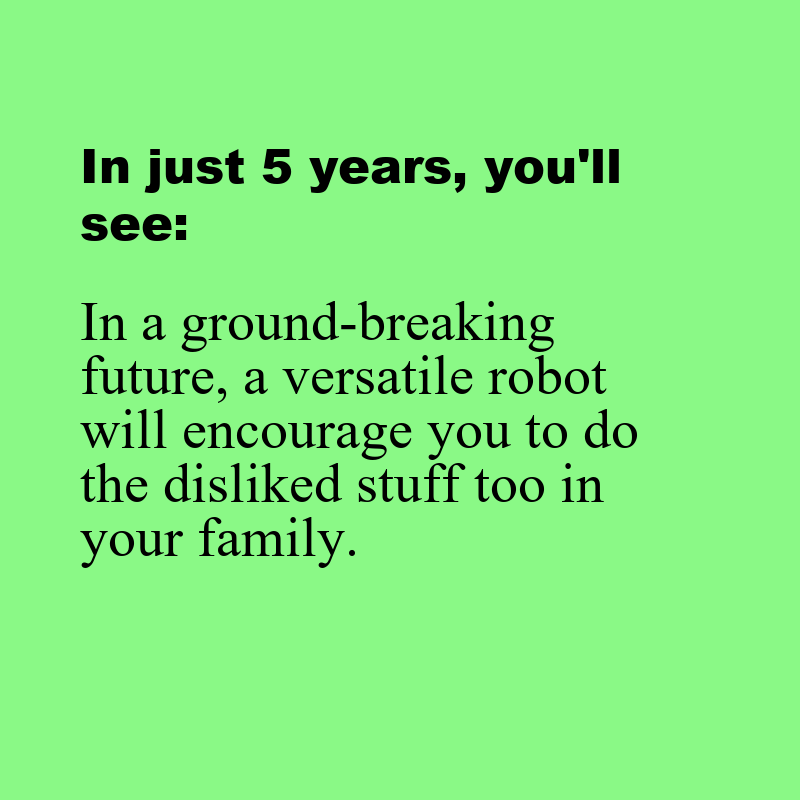 In just 5 years, you'll
see:
In a ground-breaking
future, a versatile robot
will encourage you to do
the disliked stuff too in
your family.